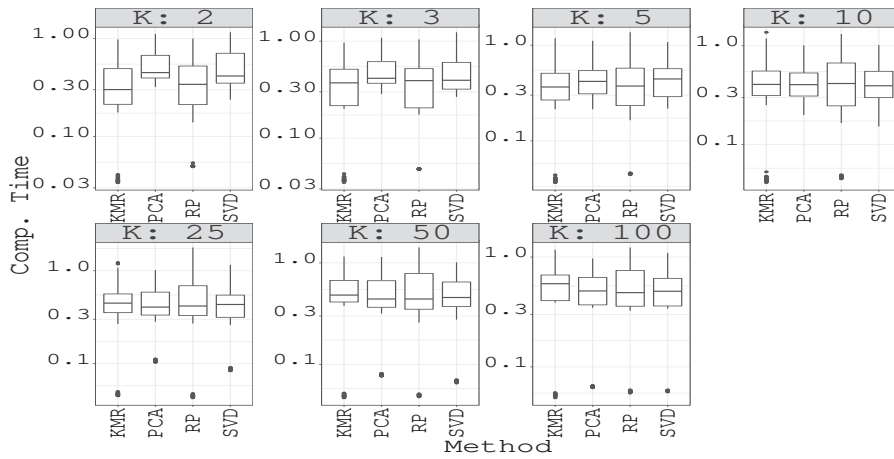 K: 2
K: 3
K: 5
K: 10
1.00
0.30
0.10
0.03
1.00
0.30
0.10
0.03
1.0
0.3
0.1
1.0
0.3
0.1
KMR
PCA
RP
SVD
KMR
PCA
RP
SVD
KMR
PCA
RP
SVD
KMR
PCA
RP
SVD
Comp. Time
K: 25
K: 50
K: 100
1.0
0.3
0.1
1.0
0.3
0.1
1.0
0.3
0.1
KMR
PCA
RP
SVD
KMR
PCA
RP
SVD
KMR
PCA
RP
SVD
Method